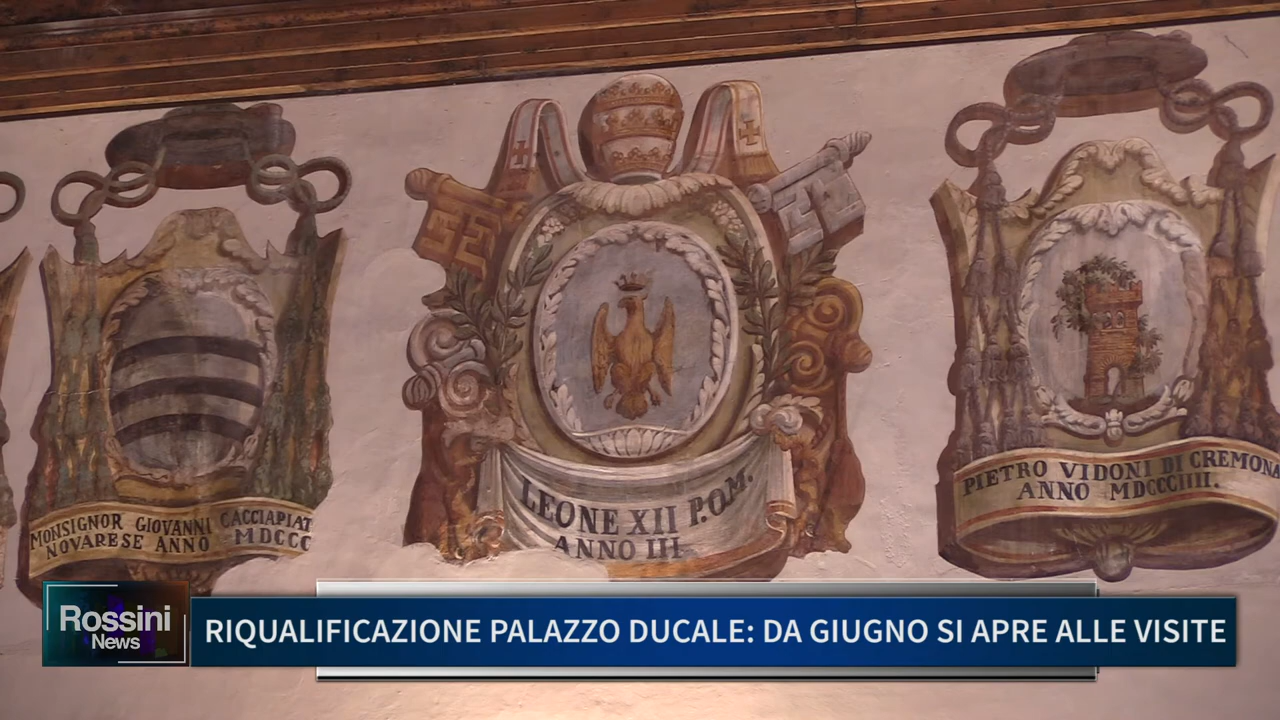 MONSIGNOR GIOVANNI CACCIAPIAT
NOVARESE ANNO MDCCC
LEONE XII P.O.M.
ANNO III
PIETRO VIDONI DI CREMONA
ANNO MDCCCIIII.
Rossini
News
RIQUALIFICAZIONE PALAZZO DUCALE: DA GIUGNO SI APRE ALLE VISITE